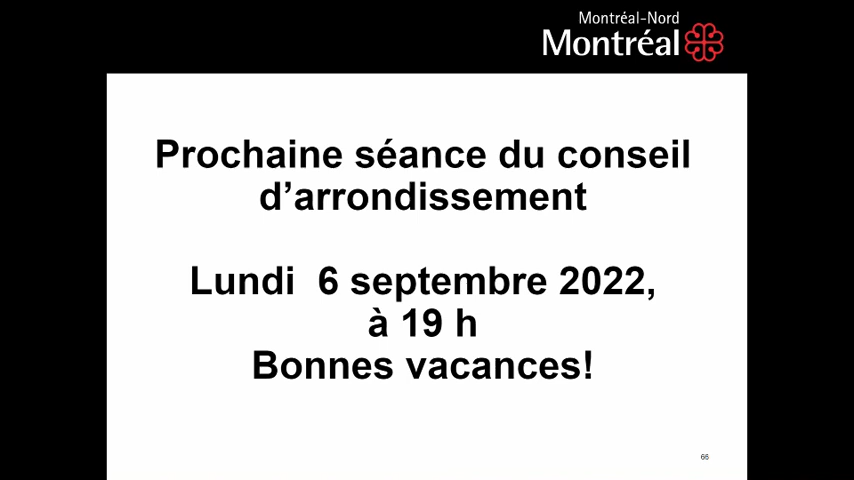 Montréal-Nord
Montréal
Prochaine séance du conseil
d’arrondissement
Lundi  6 septembre 2022,
à 19 h
Bonnes vacances!
66